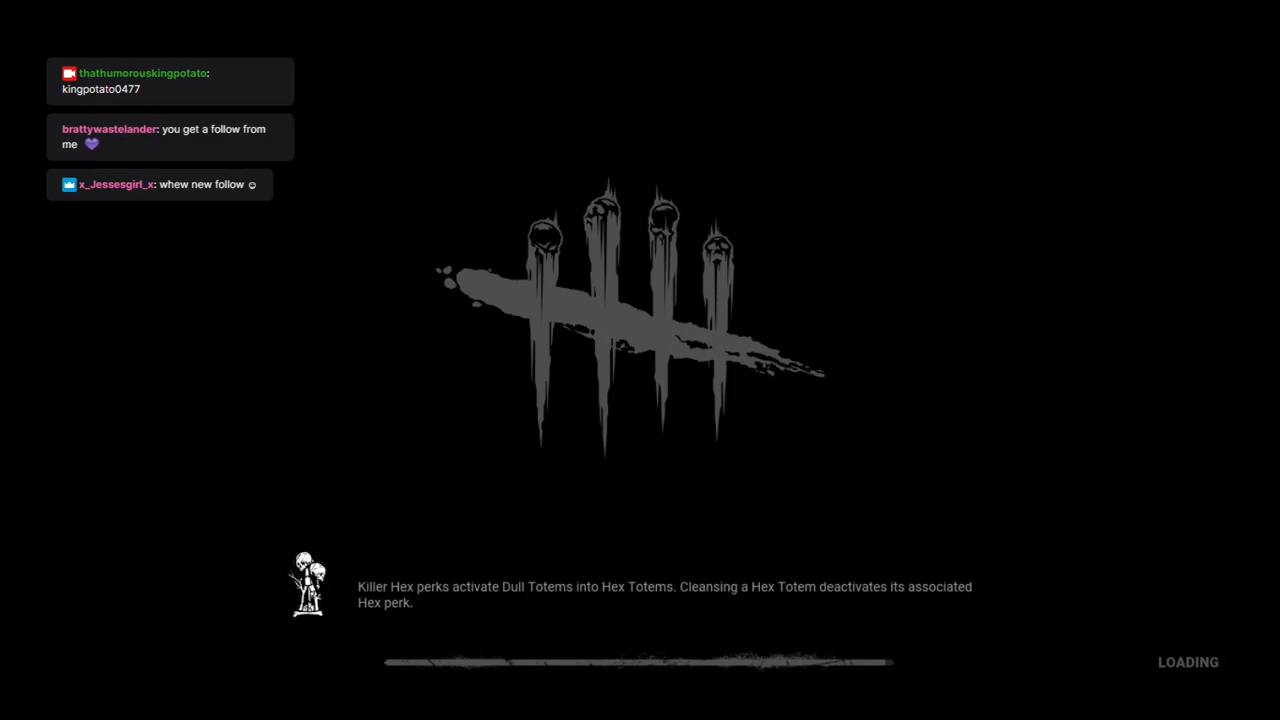 thathumorouskingpotato:
kingpotato0477
brattywastelander: you get a follow from
me 💜
x_Jessesgirl_x: whew new follow ☺
Killer Hex perks activate Dull Totems into Hex Totems. Cleansing a Hex Totem deactivates its associated
Hex perk.
LOADING